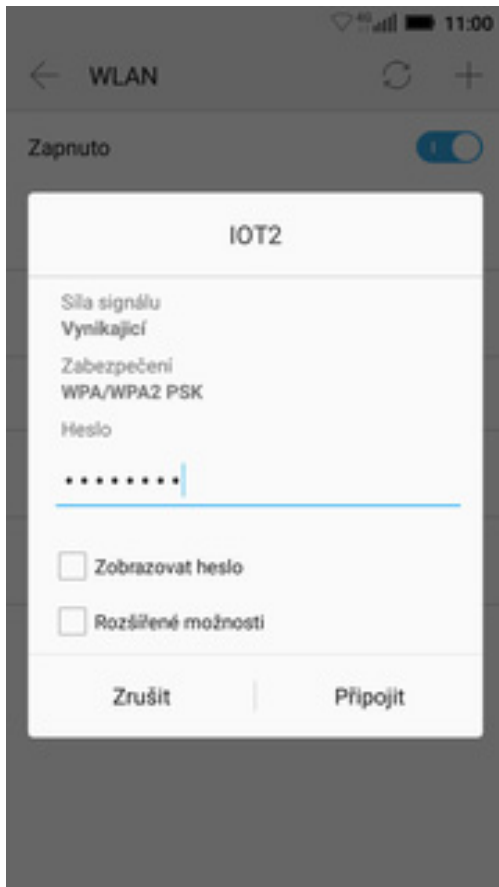 4G 11:00
WLAN
Zapnuto
IOT2
Síla signálu
Vynikající
Zabezpečení
WPA/WPA2 PSK
Heslo
••••••••
Zobrazovat heslo
Rozšířené možnosti
Zrušit
Připojit